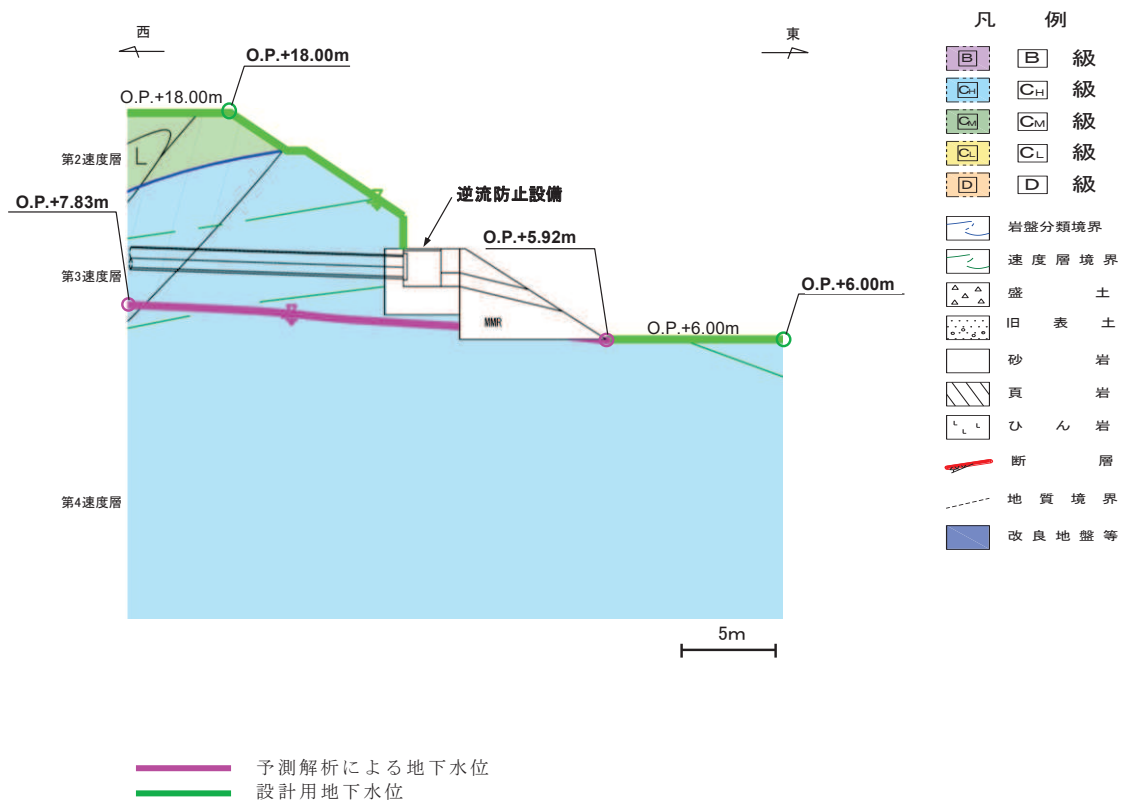 西
東
O.P.+18.00m
O.P.+18.00m
L
第2速度層
O.P.+7.83m
逆流防止設備
O.P.+5.92m
第3速度層
O.P.+6.00m
MMR
O.P.+6.00m
第4速度層
5m
凡 例
B B 級
CH CH 級
CM CM 級
CL CL 級
D D 級
岩盤分類境界
速度層境界
盛 土
旧 表 土
砂 岩
頁 岩
ひ ん 岩
断 層
地 質 境 界
改 良 地 盤 等
予測解析による地下水位
設計用地下水位